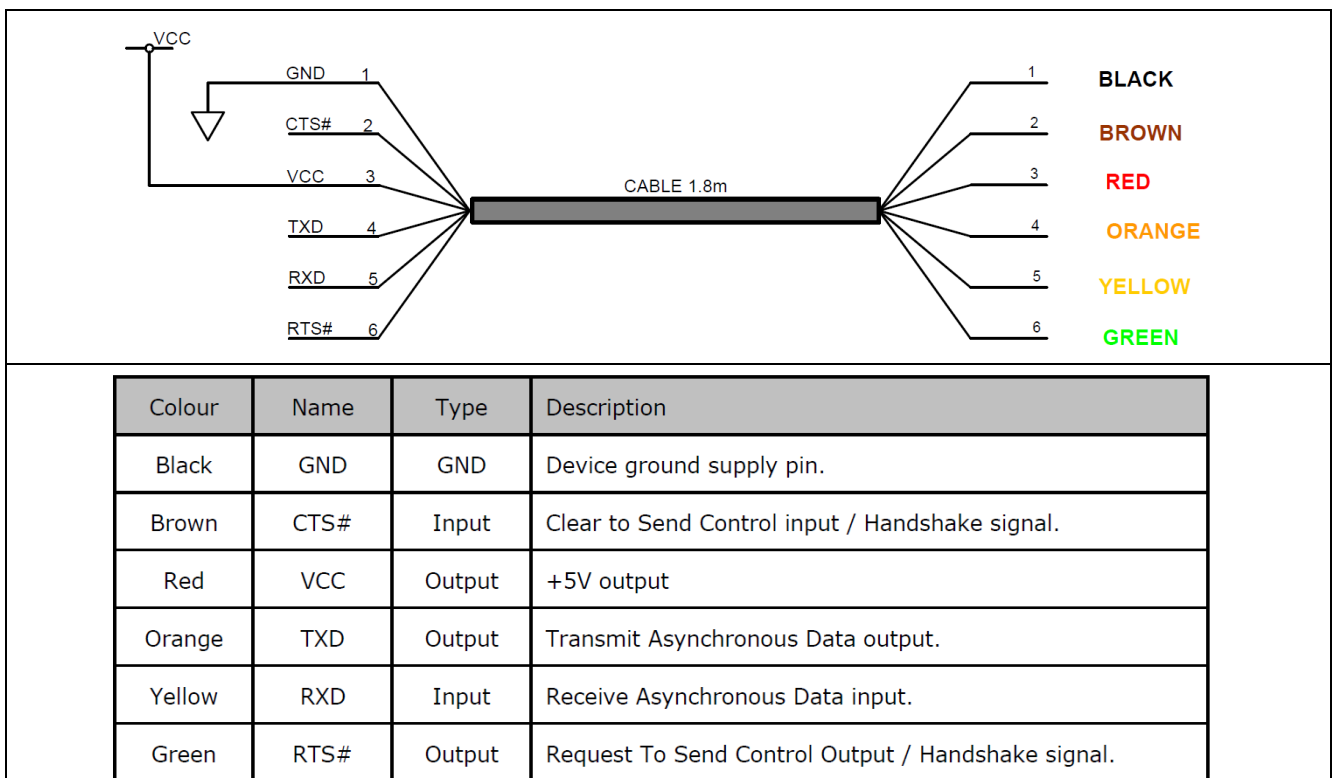 VCC
GND 1 1 BLACK
CTS# 2 2 BROWN
VCC 3 CABLE 1.8m 3 RED
TXD 4 4 ORANGE
RXD 5 5 YELLOW
RTS# 6 6 GREEN
Colour Name Type Description
Black GND GND Device ground supply pin.
Brown CTS# Input Clear to Send Control input / Handshake signal.
Red VCC Output +5V output
Orange TXD Output Transmit Asynchronous Data output.
Yellow RXD Input Receive Asynchronous Data input.
Green RTS# Output Request To Send Control Output / Handshake signal.